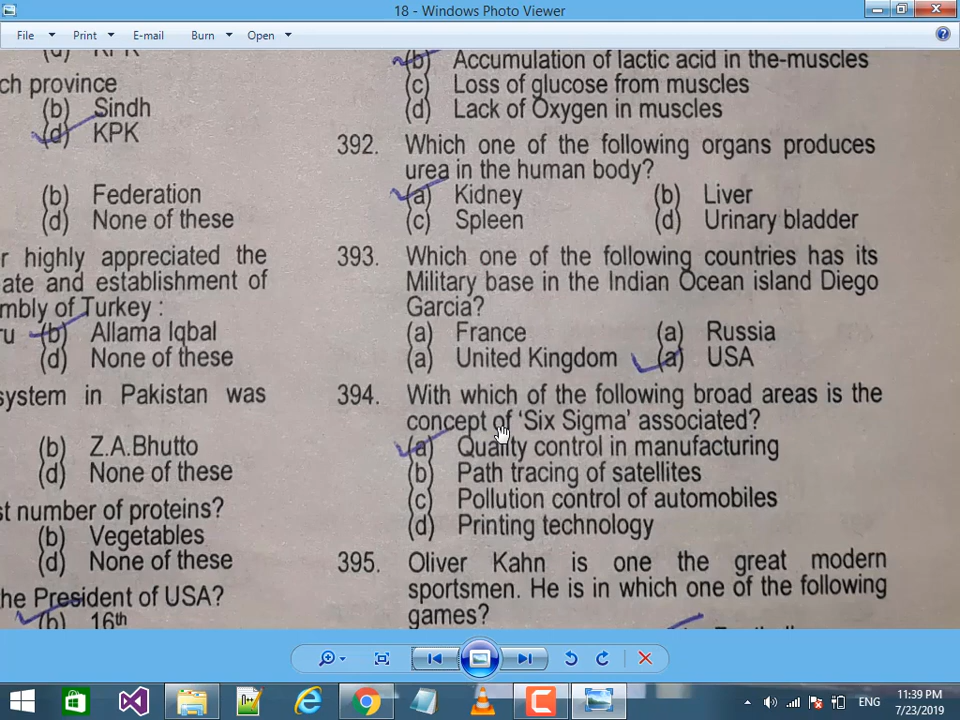 18 - Windows Photo Viewer
File Print E-mail Burn Open
ch province
(b) Sindh
(d) KPK
(b) Federation
(d) None of these
r highly appreciated the
ate and establishment of
mbly of Turkey :
ru (b) Allama Iqbal
(d) None of these
system in Pakistan was
(b) Z.A.Bhutto
(d) None of these
st number of proteins?
(b) Vegetables
(d) None of these
he President of USA?
(b) 16th
(b) Accumulation of lactic acid in the-muscles
(c) Loss of glucose from muscles
(d) Lack of Oxygen in muscles
392. Which one of the following organs produces
urea in the human body?
(a) Kidney (b) Liver
(c) Spleen (d) Urinary bladder
393. Which one of the following countries has its
Military base in the Indian Ocean island Diego
Garcia?
(a) France (a) Russia
(a) United Kingdom (a) USA
394. With which of the following broad areas is the
concept of ‘Six Sigma’ associated?
(a) Quality control in manufacturing
(b) Path tracing of satellites
(c) Pollution control of automobiles
(d) Printing technology
395. Oliver Kahn is one the great modern
sportsmen. He is in which one of the following
games?
ENG
11:39 PM
7/23/2019